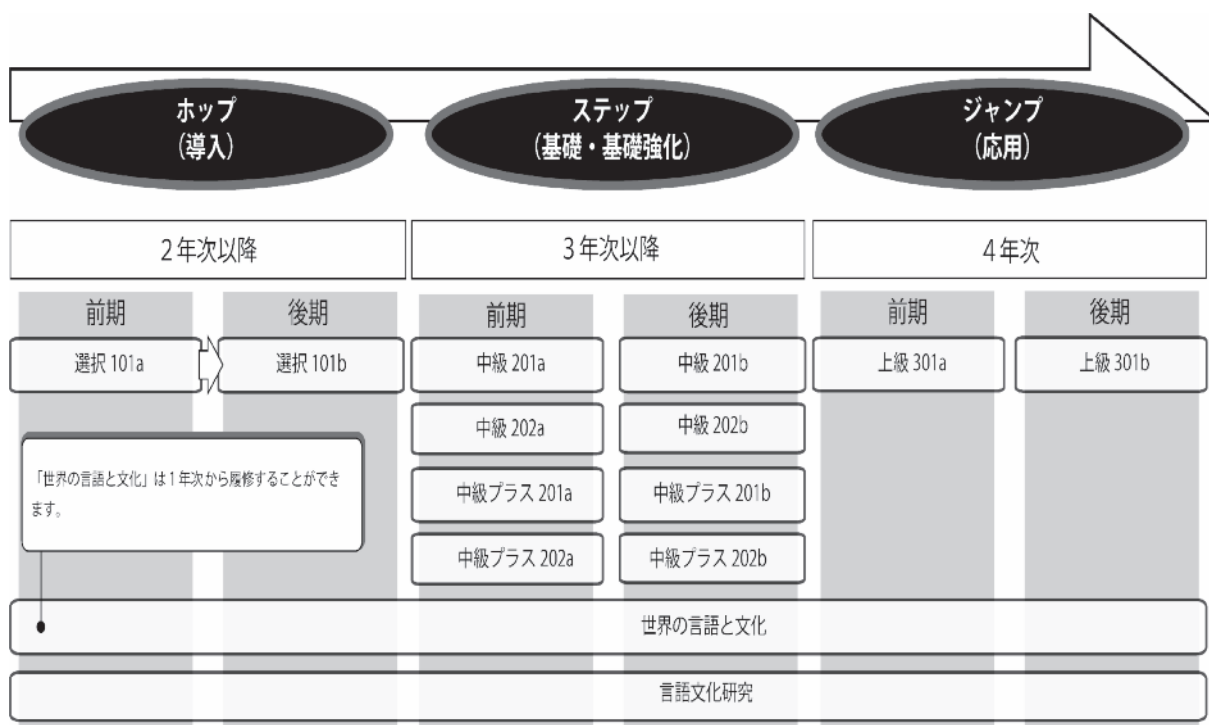 ホップ
(導入)
ステップ
(基礎・基礎強化)
ジャンプ
(応用)
2年次以降
3年次以降
4年次
前期
後期
前期
後期
前期
後期
選択 101a
選択 101b
中級 201a
中級 201b
上級 301a
上級 301b
中級 202a
中級 202b
「世界の言語と文化」は1年次から履修することができ
ます。
中級プラス 201a
中級プラス 201b
中級プラス 202a
中級プラス 202b
世界の言語と文化
言語文化研究